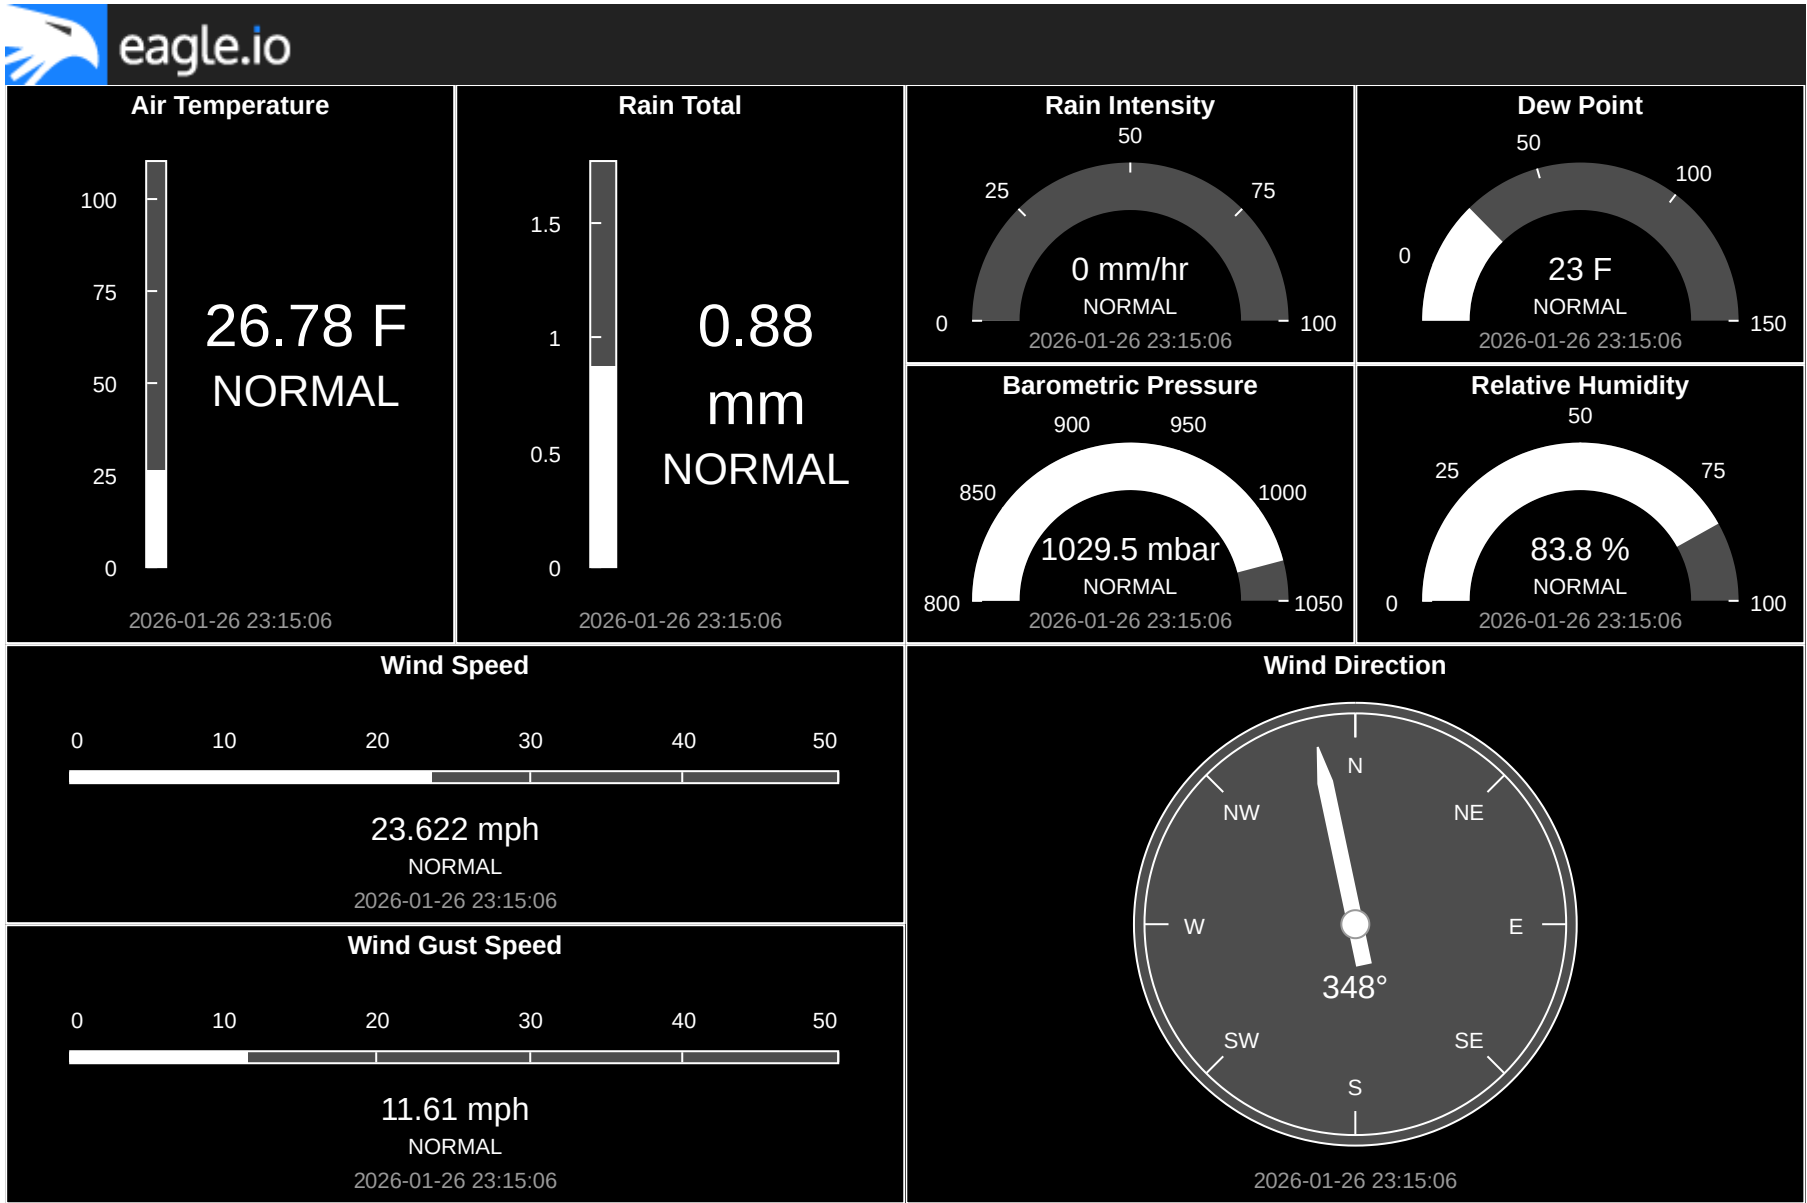 eagle.io
Air Temperature
100
75
50
25
0
26.78 F
NORMAL
2026-01-26 23:15:06
Rain Total
1.5
1
0.5
0
0.88
mm
NORMAL
2026-01-26 23:15:06
Rain Intensity
0
25
50
75
100
0 mm/hr
NORMAL
2026-01-26 23:15:06
Dew Point
0
50
100
150
23 F
NORMAL
2026-01-26 23:15:06
Barometric Pressure
800
850
900
950
1000
1050
1029.5 mbar
NORMAL
2026-01-26 23:15:06
Relative Humidity
0
25
50
75
100
83.8 %
NORMAL
2026-01-26 23:15:06
Wind Speed
0 10 20 30 40 50
23.622 mph
NORMAL
2026-01-26 23:15:06
Wind Gust Speed
0 10 20 30 40 50
11.61 mph
NORMAL
2026-01-26 23:15:06
Wind Direction
N
NW NE
W E
348°
SW SE
S
2026-01-26 23:15:06